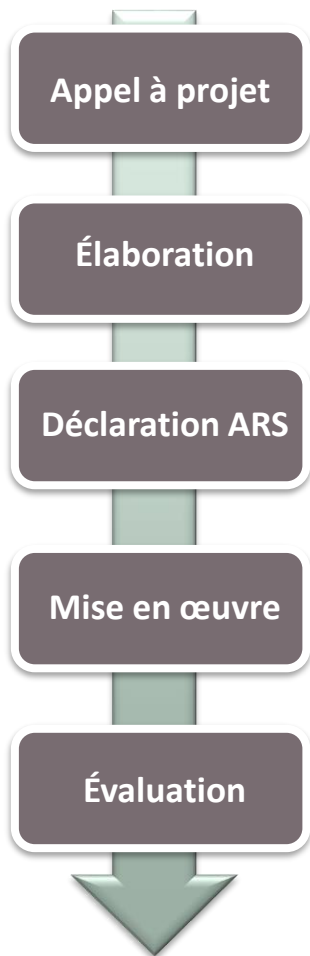 Appel à projet
Élaboration
Déclaration ARS
Mise en œuvre
Évaluation